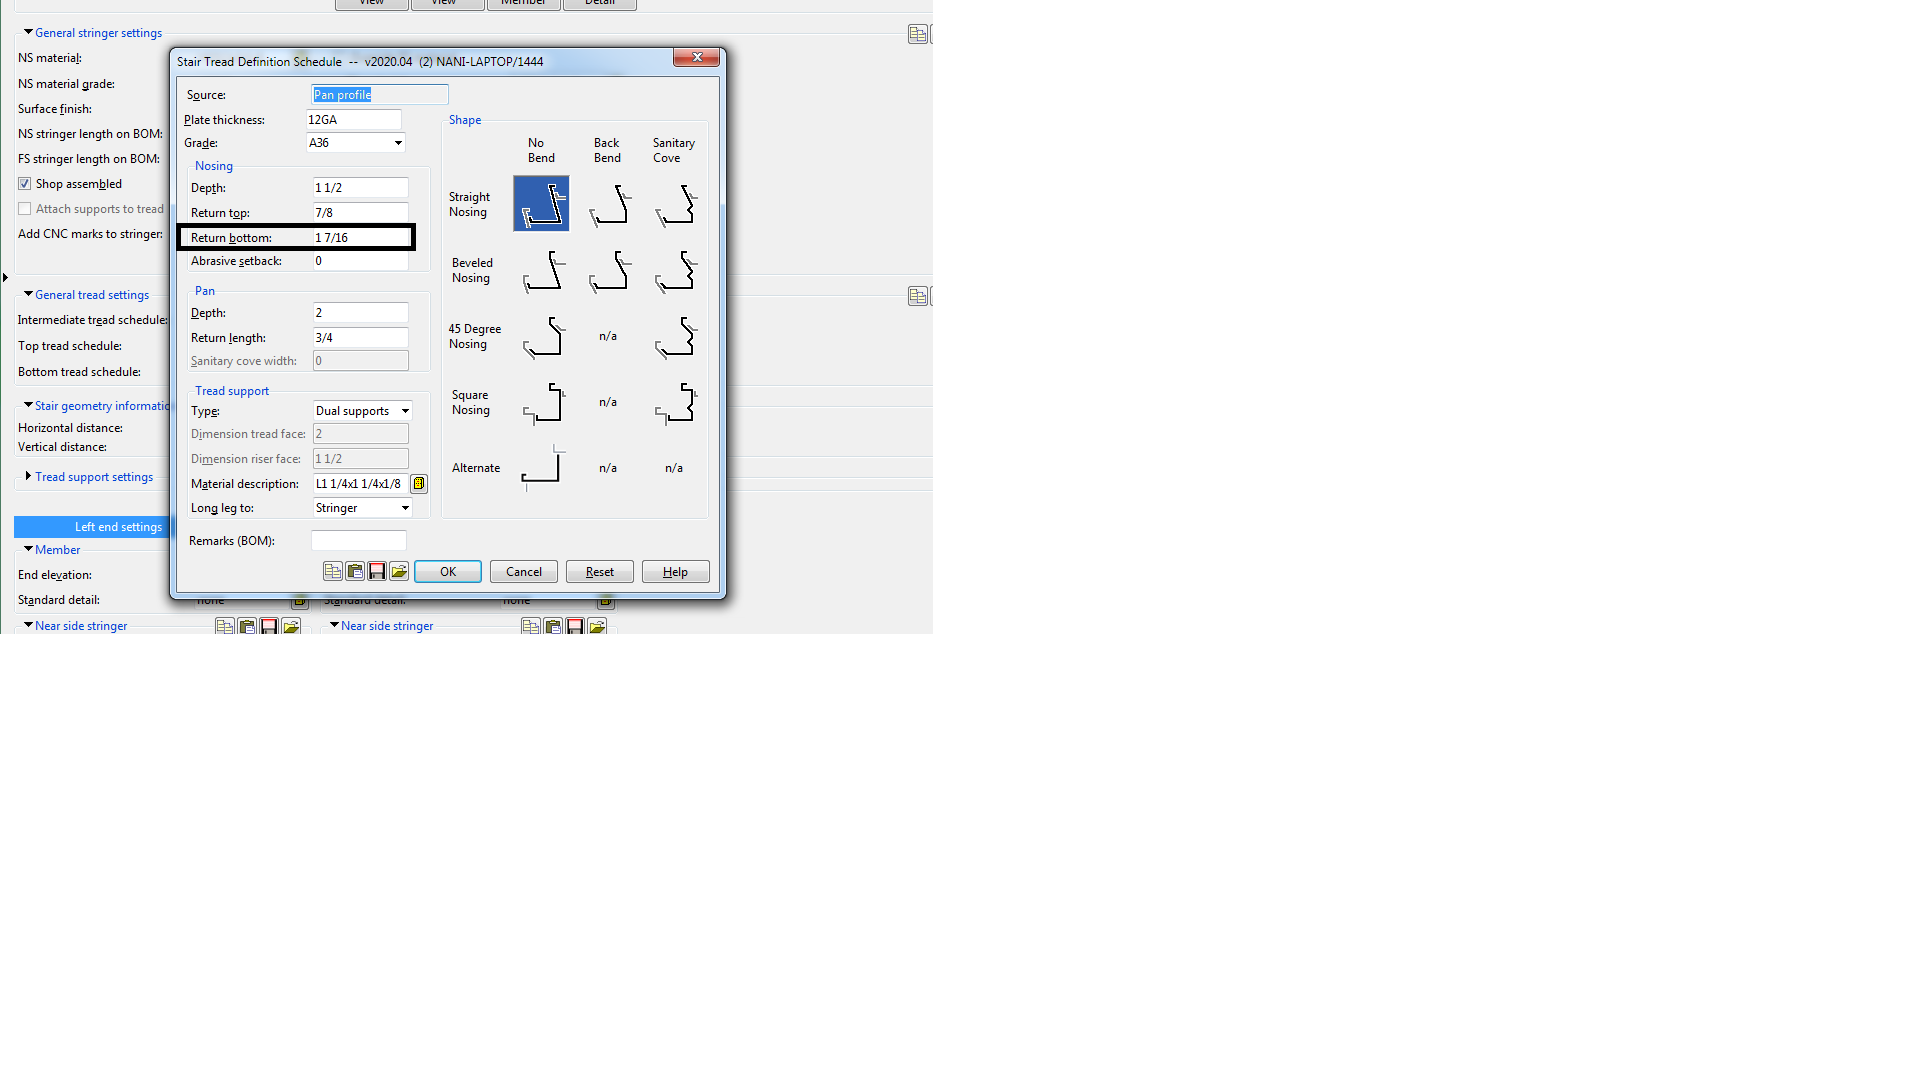 View View Member Detail
General stringer settings
NS material:
NS material grade:
Surface finish:
NS stringer length on BOM:
FS stringer length on BOM:
Shop assembled
Attach supports to tread
Add CNC marks to stringer:
General tread settings
Intermediate tread schedule:
Top tread schedule:
Bottom tread schedule:
Stair geometry informatio
Horizontal distance:
Vertical distance:
Tread support settings
Left end settings
Member
End elevation:
Standard detail: none Standard detail: none
Near side stringer Near side stringer
Stair Tread Definition Schedule -- v2020.04 (2) NANI-LAPTOP/1444
Source: Pan profile
Plate thickness: 12GA
Grade: A36
Nosing
Depth: 1 1/2
Return top: 7/8
Return bottom: 1 7/16
Abrasive setback: 0
Pan
Depth: 2
Return length: 3/4
Sanitary cove width: 0
Tread support
Type: Dual supports
Dimension tread face: 2
Dimension riser face: 1 1/2
Material description: L1 1/4x1 1/4x1/8
Long leg to: Stringer
Remarks (BOM):
Shape
No Bend
Back Bend
Sanitary Cove
Straight Nosing
Beveled Nosing
45 Degree Nosing n/a
Square Nosing n/a
Alternate n/a n/a
OK Cancel Reset Help